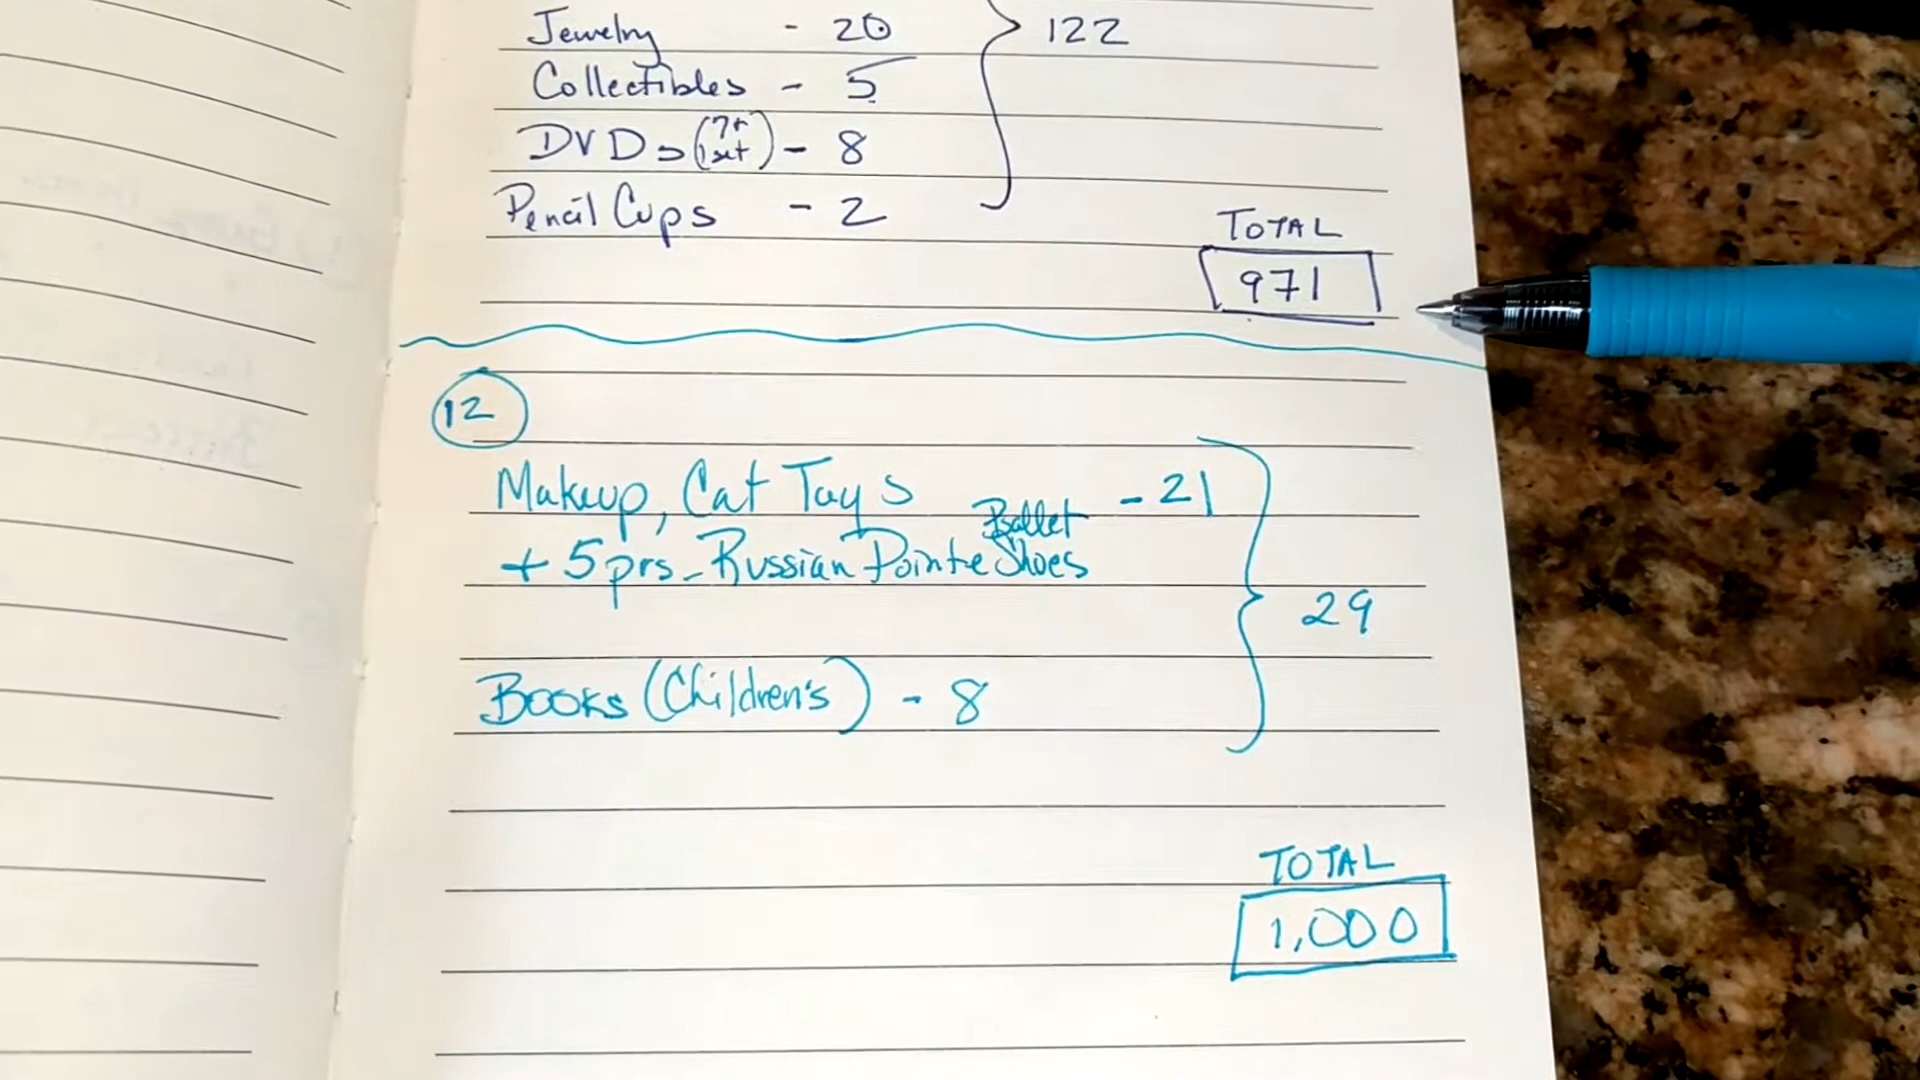 Jewelry - 20
122
Collectibles - 5
DVDs (7+ 1 set) - 8
Pencil Cups - 2
TOTAL
971
12
Makeup, Cat Toys - 21
+ 5 prs - Russian Pointe Ballet Shoes
29
Books (Children's) - 8
TOTAL
1,000